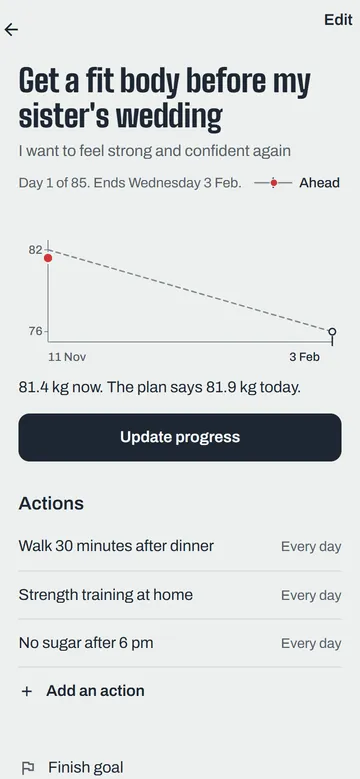 Edit
Get a fit body before my
sister's wedding
I want to feel strong and confident again
Day 1 of 85. Ends Wednesday 3 Feb.
Ahead
82
76
11 Nov
3 Feb
81.4 kg now. The plan says 81.9 kg today.
Update progress
Actions
Walk 30 minutes after dinner
Every day
Strength training at home
Every day
No sugar after 6 pm
Every day
+ Add an action
Finish goal